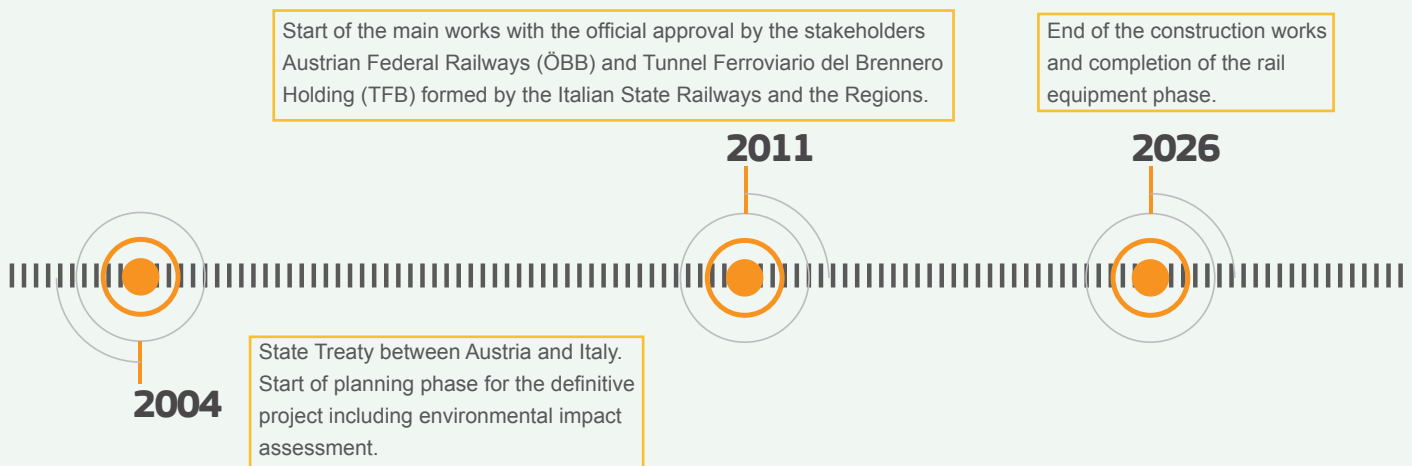 Start of the main works with the official approval by the stakeholders
Austrian Federal Railways (ÖBB) and Tunnel Ferroviario del Brennero
Holding (TFB) formed by the Italian State Railways and the Regions.
2011
End of the construction works
and completion of the rail
equipment phase.
2026
State Treaty between Austria and Italy.
Start of planning phase for the definitive
project including environmental impact
assessment.
2004